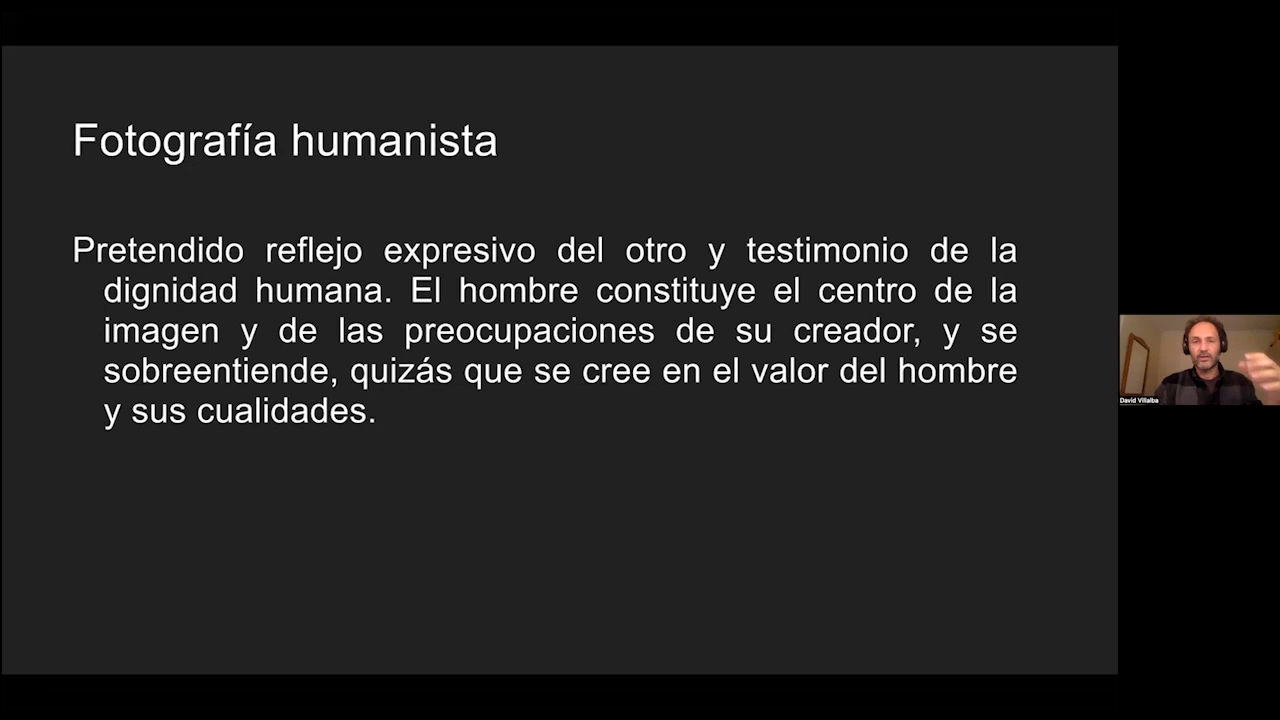 Fotografía humanista
Pretendido reflejo expresivo del otro y testimonio de la
dignidad humana. El hombre constituye el centro de la
imagen y de las preocupaciones de su creador, y se
sobreentiende, quizás que se cree en el valor del hombre
y sus cualidades.
David Villalba